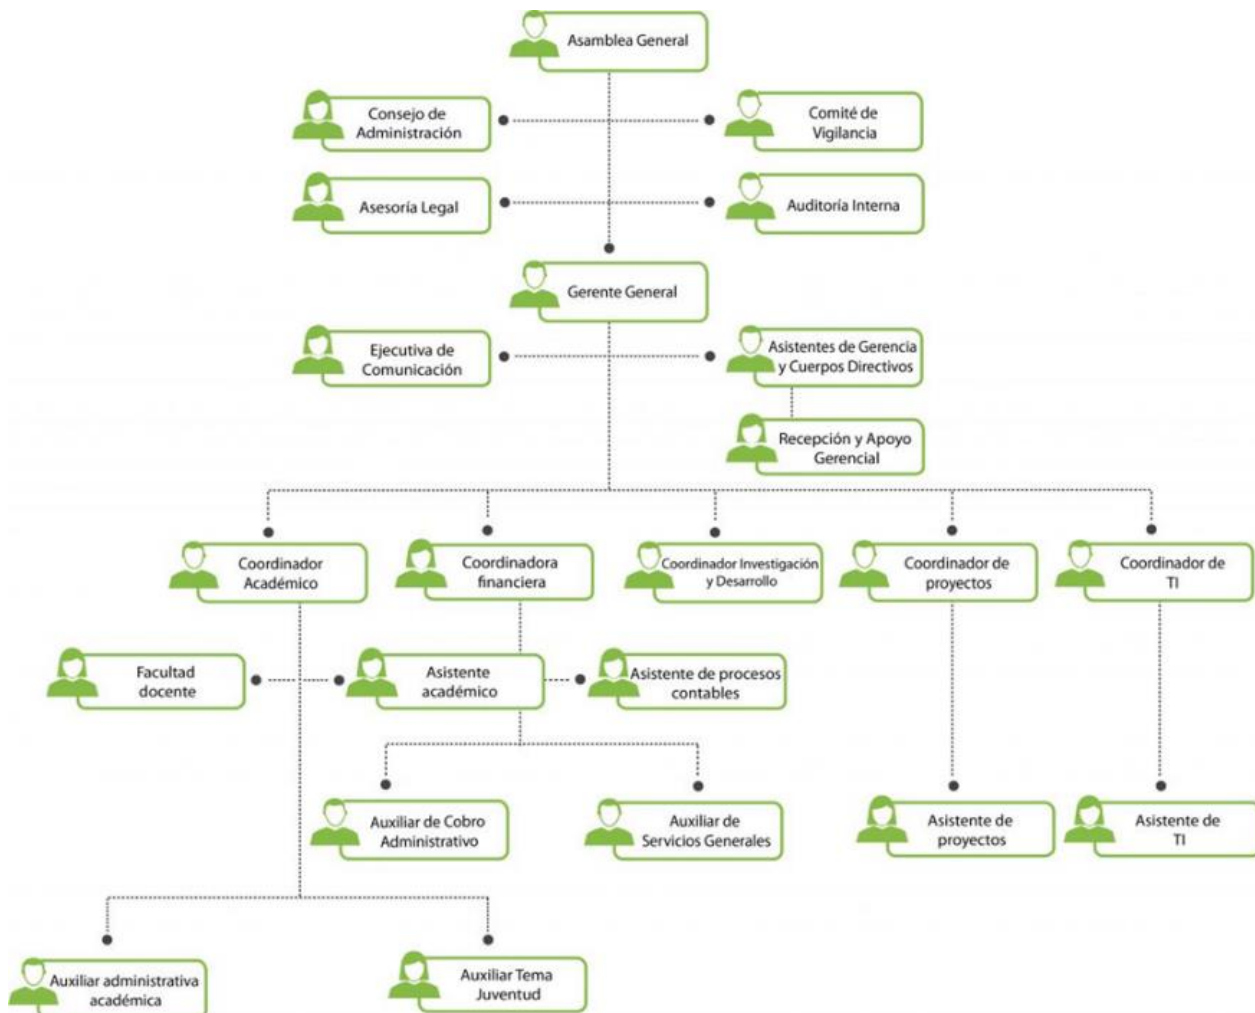 Asamblea General
Consejo de
Administración
Comité de
Vigilancia
Asesoría Legal
Auditoría Interna
Gerente General
Ejecutiva de
Comunicación
Asistentes de Gerencia
y Cuerpos Directivos
Recepción y Apoyo
Gerencial
Coordinador
Académico
Coordinadora
financiera
Coordinador Investigación
y Desarrollo
Coordinador de
proyectos
Coordinador de
TI
Facultad
docente
Asistente
académico
Asistente de procesos
contables
Auxiliar de Cobro
Administrativo
Auxiliar de
Servicios Generales
Asistente de
proyectos
Asistente de
TI
Auxiliar administrativa
académica
Auxiliar Tema
Juventud